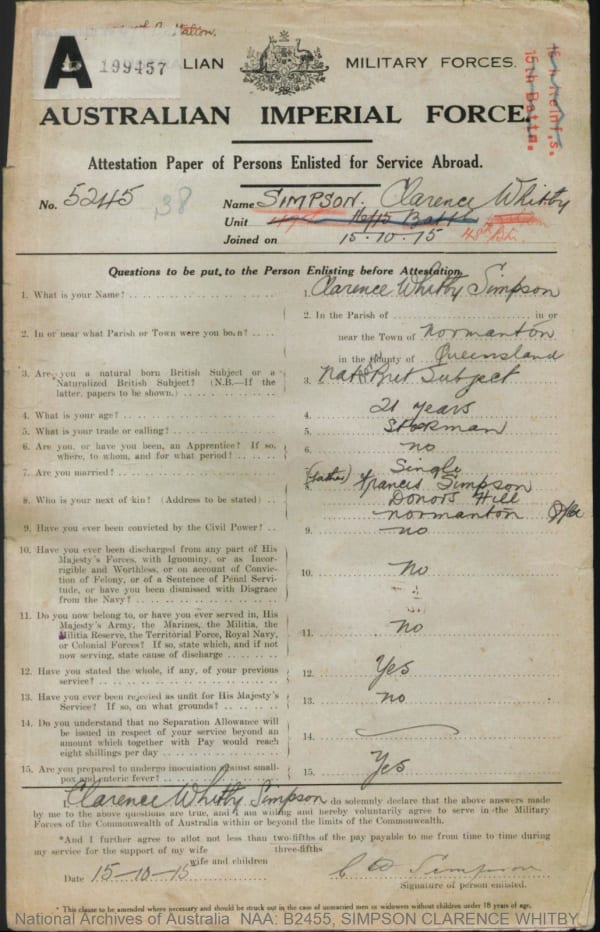 Battalion.
A 199457
LIAN MILITARY FORCES.
AUSTRALIAN IMPERIAL FORCE.
15th Battn.
Reinf's.
Attestation Paper of Persons Enlisted for Service Abroad.
No. 5245 38 Name SIMPSON. Clarence Whitby
Unit 16/15 Battn
48th Bn.
Joined on 15.10.15
Questions to be put to the Person Enlisting before Attestation.
1. What is your Name? 1. Clarence Whitby Simpson
2. In or near what Parish or Town were you born? 2. In the Parish of in or
near the Town of Normanton
in the County of Queensland
3. Are you a natural born British Subject or a
Naturalized British Subject? (N.B.—If the
latter, papers to be shown.) 3. Nat Brit Subject
4. What is your age? 4. 21 years
5. What is your trade or calling? 5. Stockman
6. Are you, or have you been, an Apprentice? If so,
where, to whom, and for what period? 6. no
7. Are you married? 7. Single
8. Who is your next of kin? (Address to be stated) 8. (father) Francis Simpson
Donors Hill
Normanton
9. Have you ever been convicted by the Civil Power? 9. no
10. Have you ever been discharged from any part of His
Majesty's Forces, with Ignominy, or as Incor-
rigible and Worthless, or on account of Convic-
tion of Felony, or of a Sentence of Penal Servi-
tude, or have you been dismissed with Disgrace
from the Navy? 10. No
11. Do you now belong to, or have you ever served in, His
Majesty's Army, the Marines, the Militia, the
Militia Reserve, the Territorial Force, Royal Navy,
or Colonial Forces? If so, state which, and if not
now serving, state cause of discharge 11. no
12. Have you stated the whole, if any, of your previous
service? 12. Yes
13. Have you ever been rejected as unfit for His Majesty's
Service? If so, on what grounds? 13. no
14. Do you understand that no Separation Allowance will
be issued in respect of your service beyond an
amount which together with Pay would reach
eight shillings per day 14.
15. Are you prepared to undergo inoculation against small-
pox and enteric fever? 15. Yes
I, Clarence Whitby Simpson do solemnly declare that the above answers made
by me to the above questions are true, and I am willing and hereby voluntarily agree to serve in the Military
Forces of the Commonwealth of Australia within or beyond the limits of the Commonwealth.
*And I further agree to allot not less than two-fifths of the pay payable to me from time to time during
three-fifths
my service for the support of my wife
wife and children
Date 15-10-15 C W Simpson
Signature of person enlisted.
* This clause to be amended where necessary and should be struck out in the case of unmarried men or widowers without children under 18 years of age.
National Archives of Australia NAA: B2455, SIMPSON CLARENCE WHITBY